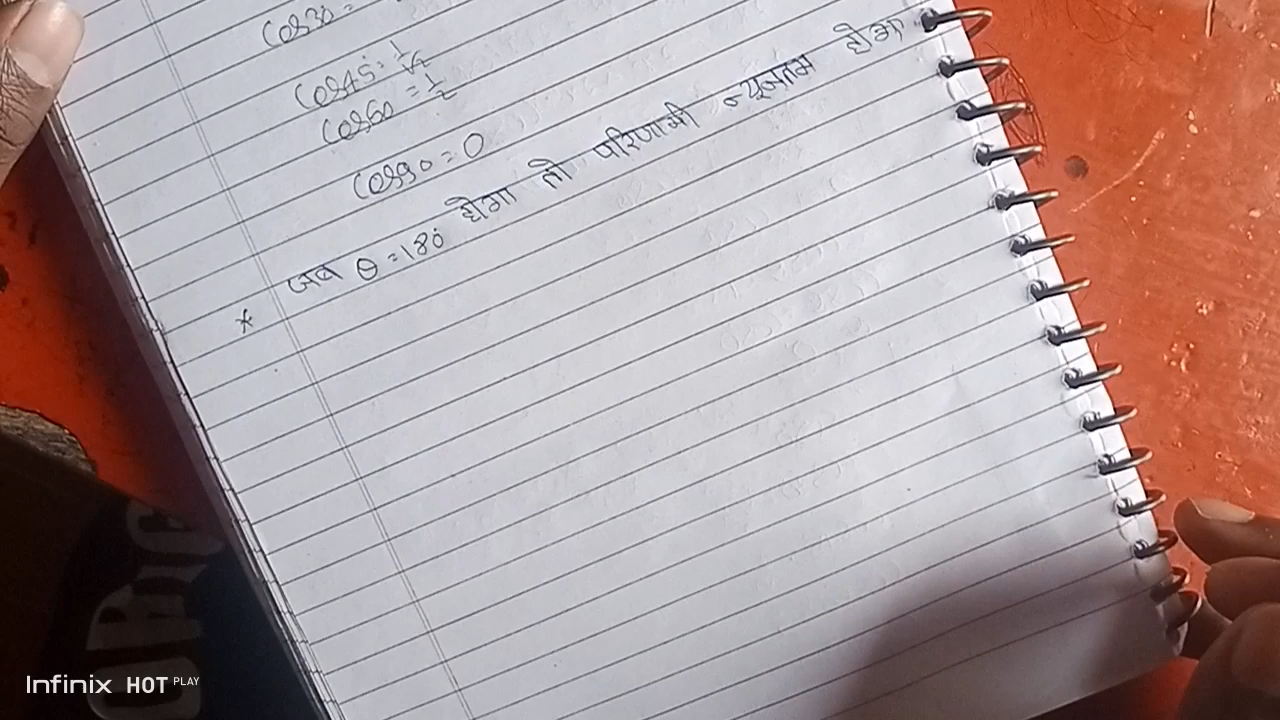 Cos30 =
Cos45° = 1/√2
Cos60 = 1/2
Cos90 = 0
* जब θ = 180° होगा तो परिणामी न्यूनतम होगा
Infinix HOT PLAY